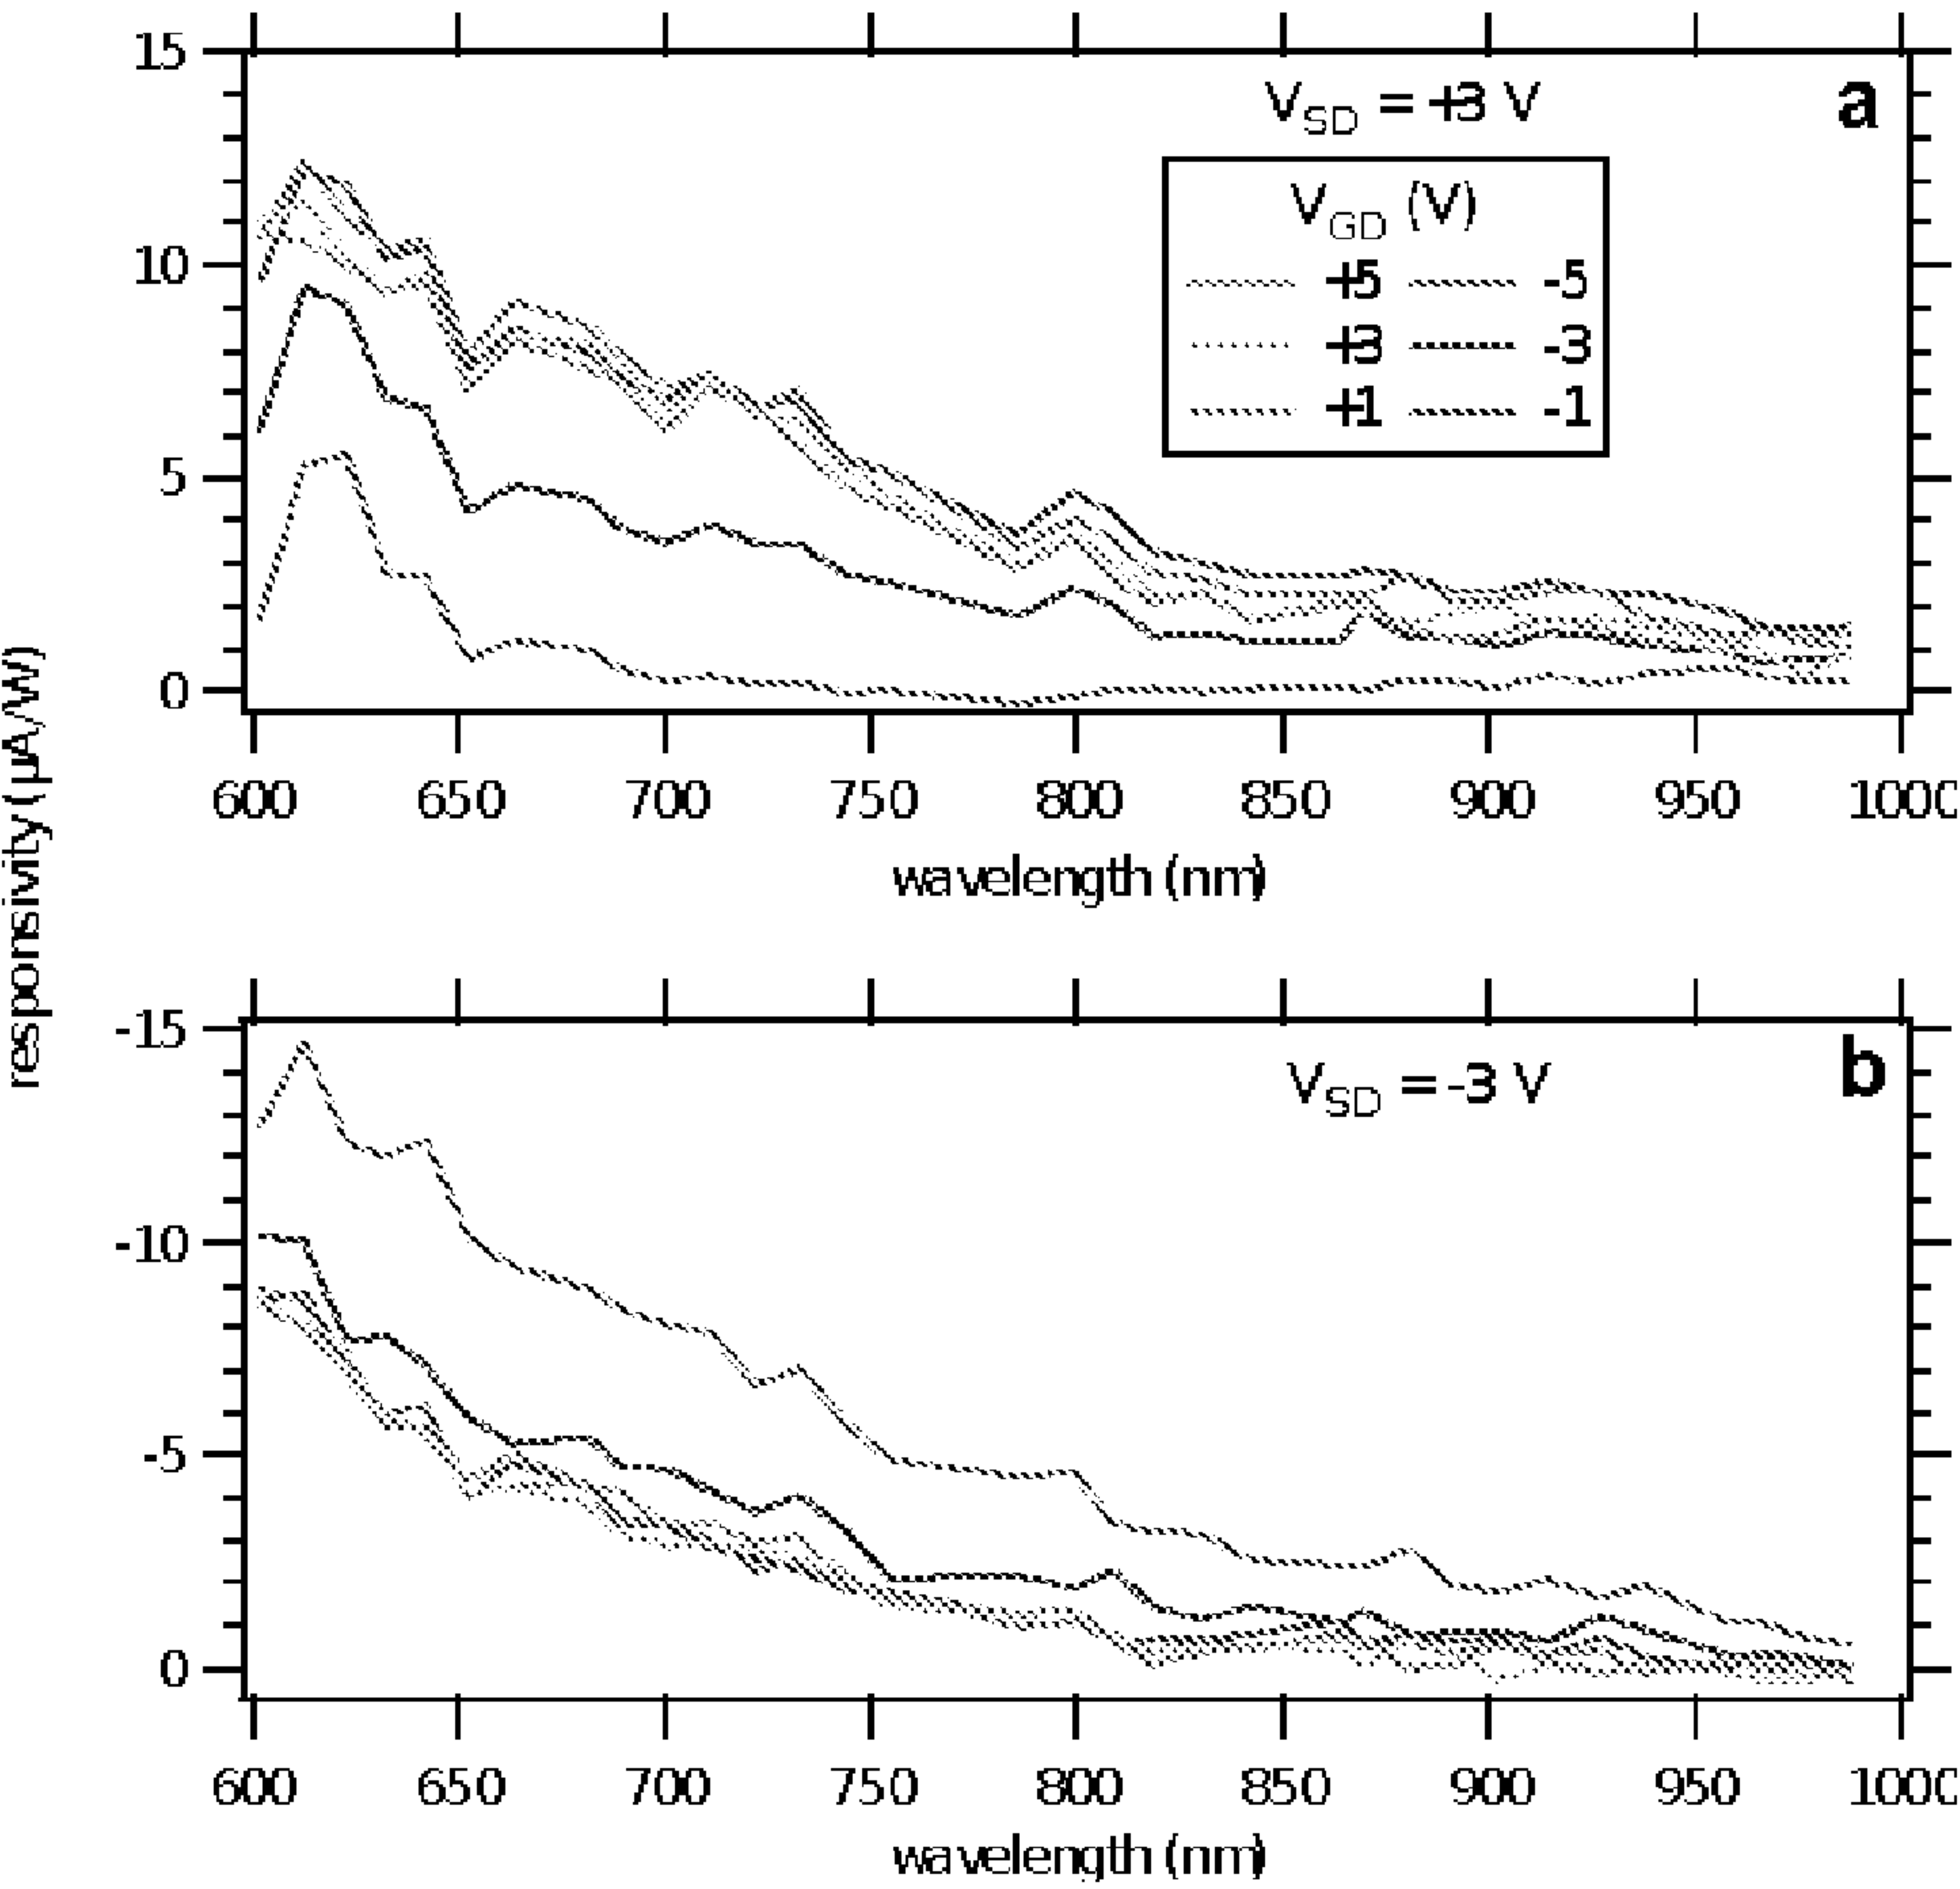 15
V_SD = +3 V
a
V_GD (V)
+5 -5
10
+3 -3
+1 -1
5
0
600 650 700 750 800 850 900 950 1000
wavelength (nm)
responsivity (µA/W)
-15
V_SD = -3 V
b
-10
-5
0
600 650 700 750 800 850 900 950 1000
wavelength (nm)